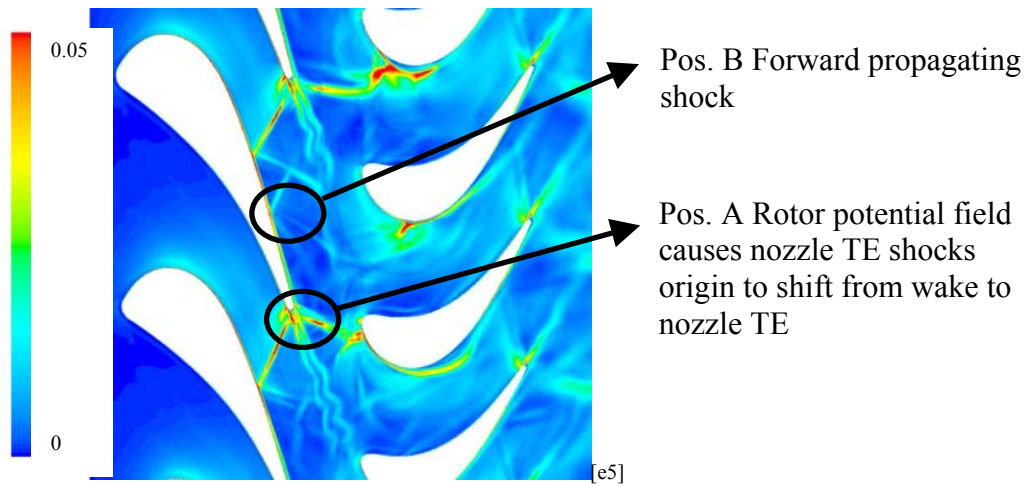 0.05
Pos. B Forward propagating
shock
Pos. A Rotor potential field
causes nozzle TE shocks
origin to shift from wake to
nozzle TE
0
[e5]